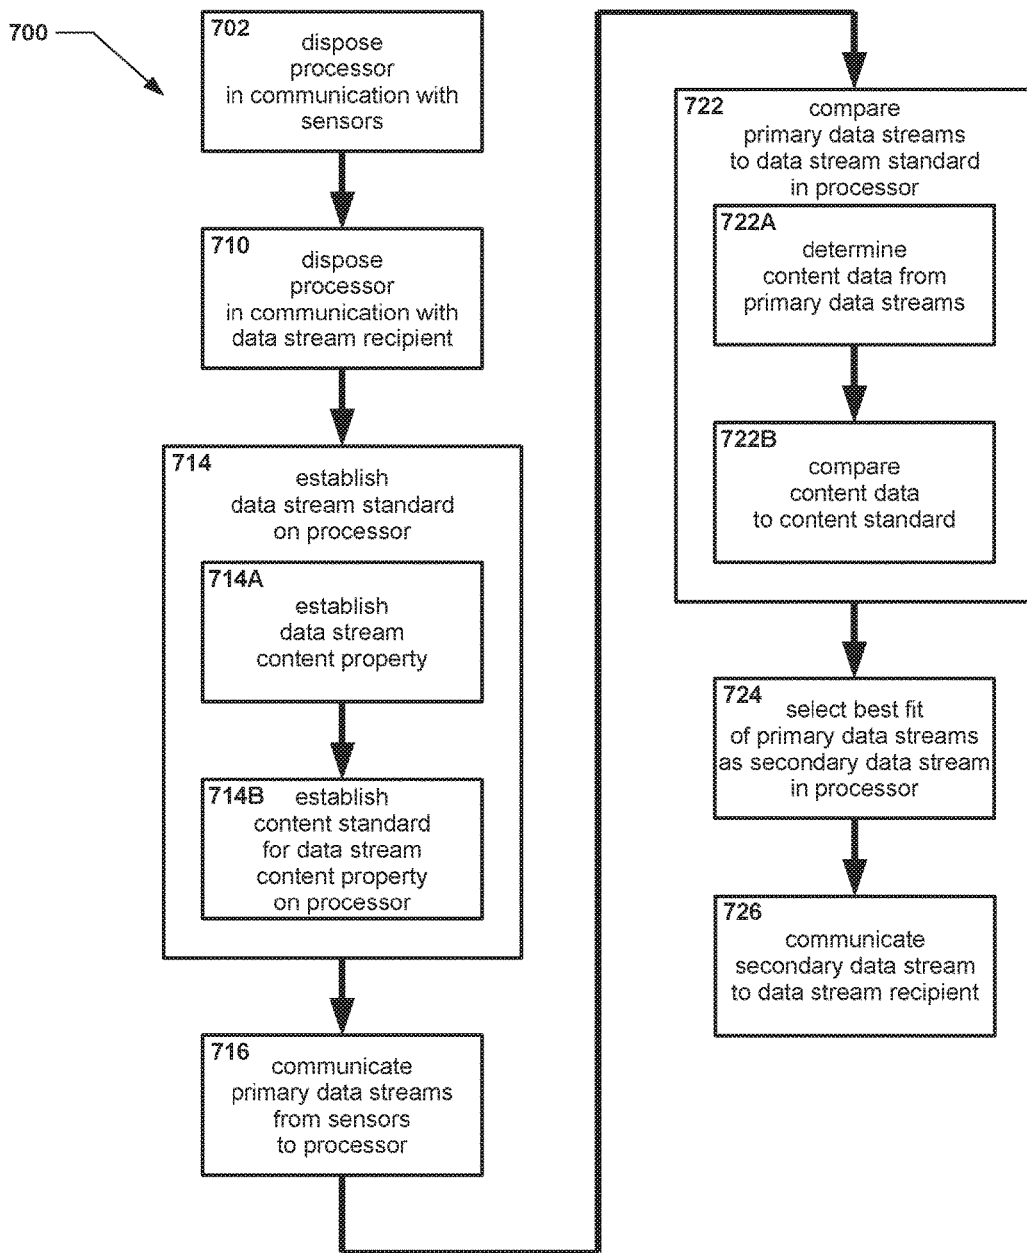 700
702
dispose
processor
in communication with
sensors
710
dispose
processor
in communication with
data stream recipient
714
establish
data stream standard
on processor
714A
establish
data stream
content property
714B establish
content standard
for data stream
content property
on processor
716
communicate
primary data streams
from sensors
to processor
722 compare
primary data streams
to data stream standard
in processor
722A
determine
content data from
primary data streams
722B
compare
content data
to content standard
724
select best fit
of primary data streams
as secondary data stream
in processor
726
communicate
secondary data stream
to data stream recipient